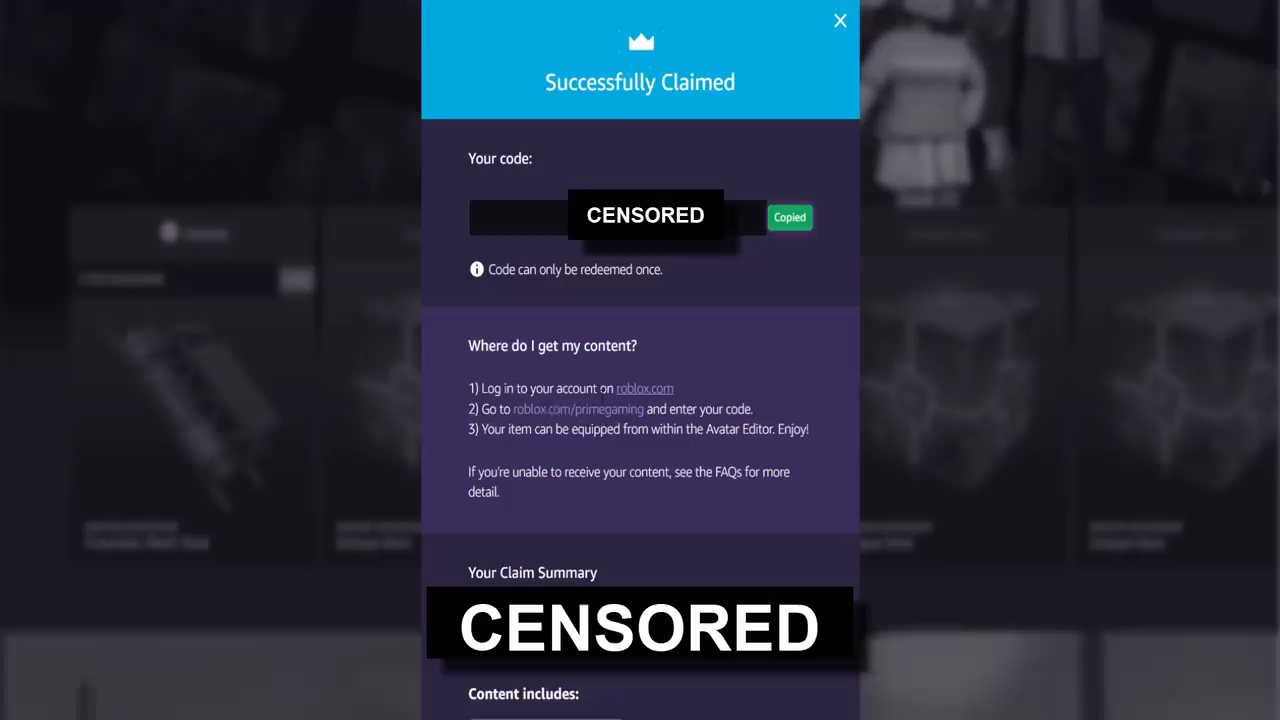 Successfully Claimed
Your code:
CENSORED
Copied
Code can only be redeemed once.
Where do I get my content?
1) Log in to your account on roblox.com
2) Go to roblox.com/primegaming and enter your code.
3) Your item can be equipped from within the Avatar Editor. Enjoy!
If you're unable to receive your content, see the FAQs for more
detail.
Your Claim Summary
CENSORED
Content includes: